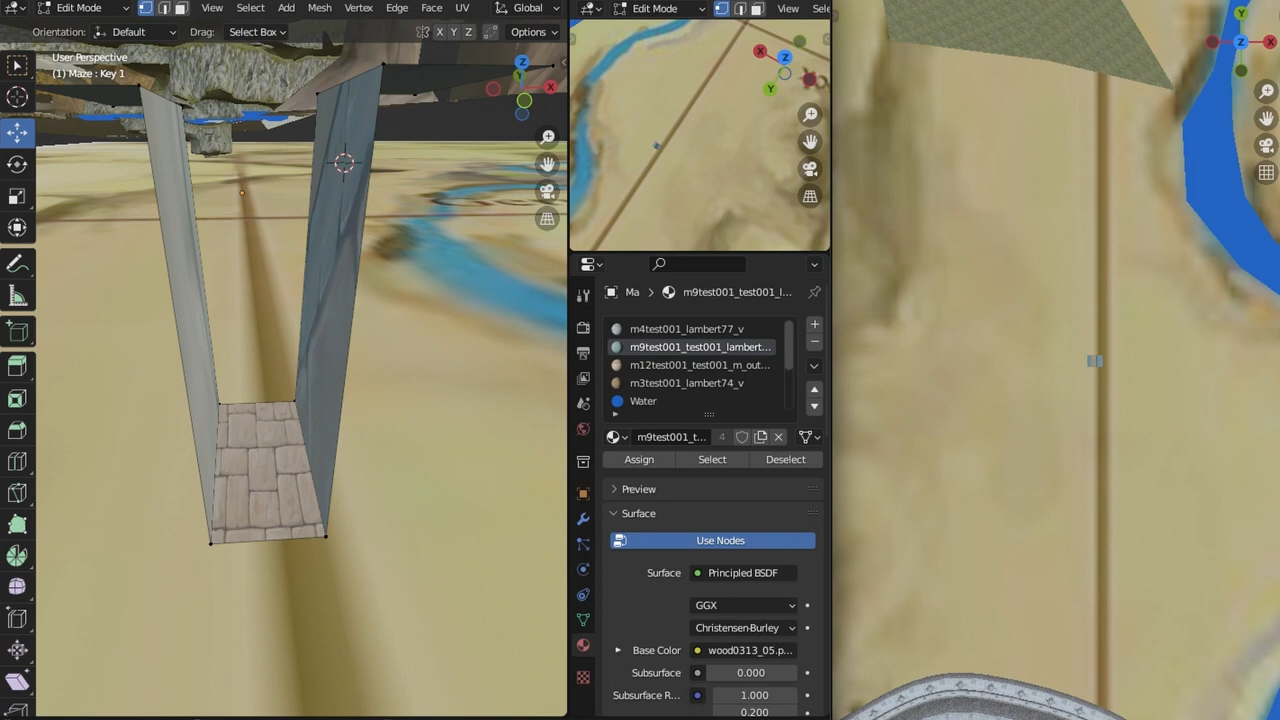 Edit Mode View Select Add Mesh Vertex Edge Face UV Global
Orientation: Default Drag: Select Box X Y Z Options
User Perspective
(1) Maze : Key 1
Z
Y
X
Edit Mode View Sele
X
Z
Y
Y
Z
X
Ma m9test001_test001_l...
m4test001_lambert77_v
m9test001_test001_lambert...
m12test001_test001_m_out...
m3test001_lambert74_v
Water
m9test001_t... 4
Assign Select Deselect
Preview
Surface
Use Nodes
Surface Principled BSDF
GGX
Christensen-Burley
Base Color wood0313_05.p...
Subsurface 0.000
Subsurface R... 1.000
0.200